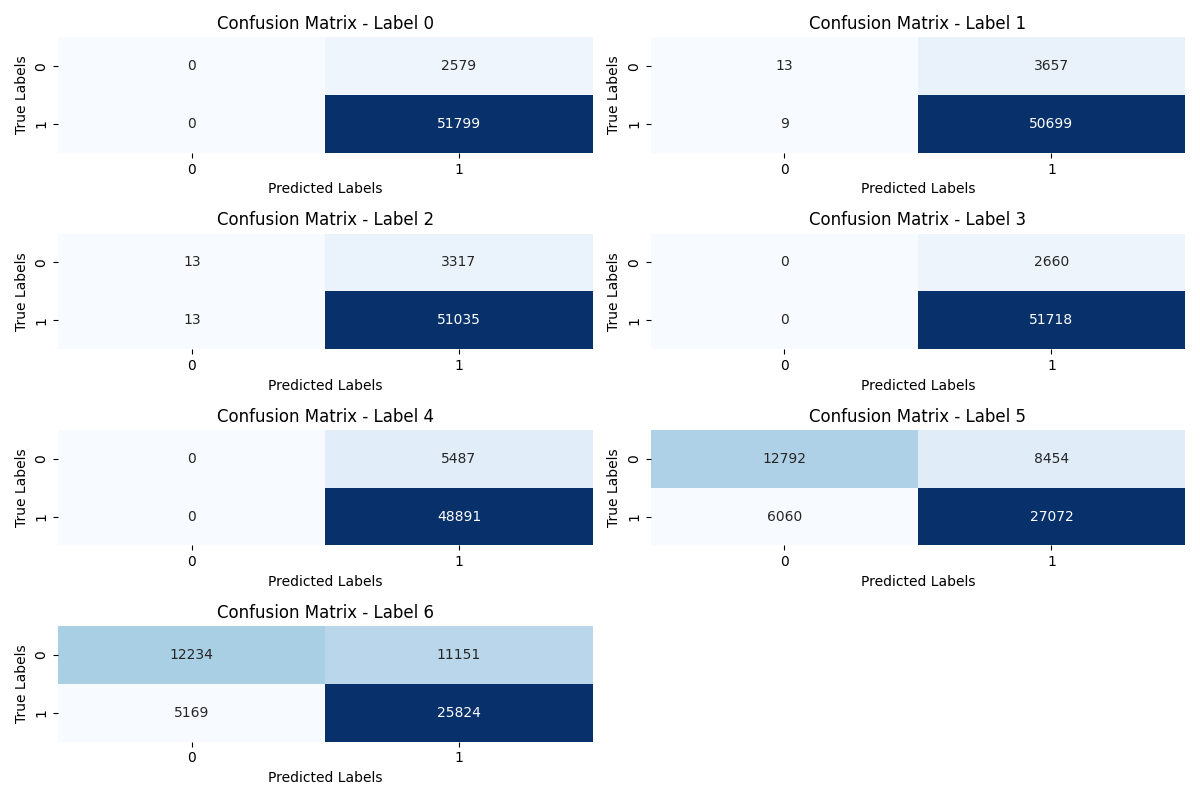 Confusion Matrix - Label 0
True Labels
0
0
2579
1
0
51799
0
1
Predicted Labels
Confusion Matrix - Label 1
True Labels
0
13
3657
1
9
50699
0
1
Predicted Labels
Confusion Matrix - Label 2
True Labels
0
13
3317
1
13
51035
0
1
Predicted Labels
Confusion Matrix - Label 3
True Labels
0
0
2660
1
0
51718
0
1
Predicted Labels
Confusion Matrix - Label 4
True Labels
0
0
5487
1
0
48891
0
1
Predicted Labels
Confusion Matrix - Label 5
True Labels
0
12792
8454
1
6060
27072
0
1
Predicted Labels
Confusion Matrix - Label 6
True Labels
0
12234
11151
1
5169
25824
0
1
Predicted Labels